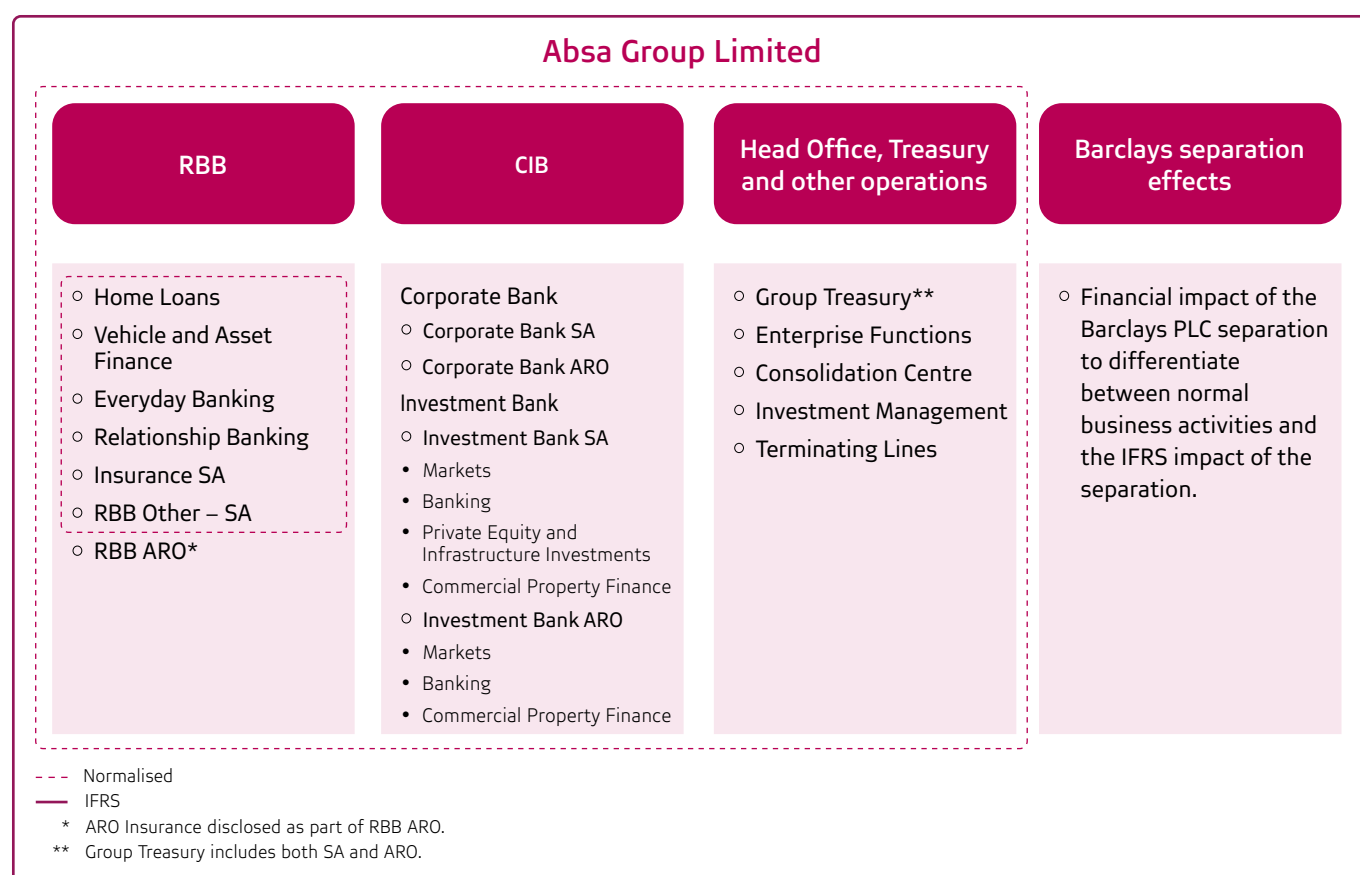 Absa Group Limited
RBB
○ Home Loans
○ Vehicle and Asset
Finance
○ Everyday Banking
○ Relationship Banking
○ Insurance SA
○ RBB Other – SA
○ RBB ARO*
CIB
Corporate Bank
○ Corporate Bank SA
○ Corporate Bank ARO
Investment Bank
○ Investment Bank SA
• Markets
• Banking
• Private Equity and
Infrastructure Investments
• Commercial Property Finance
○ Investment Bank ARO
• Markets
• Banking
• Commercial Property Finance
Head Office, Treasury
and other operations
○ Group Treasury**
○ Enterprise Functions
○ Consolidation Centre
○ Investment Management
○ Terminating Lines
Barclays separation
effects
○ Financial impact of the
Barclays PLC separation
to differentiate
between normal
business activities and
the IFRS impact of the
separation.
Normalised
IFRS
* ARO Insurance disclosed as part of RBB ARO.
** Group Treasury includes both SA and ARO.